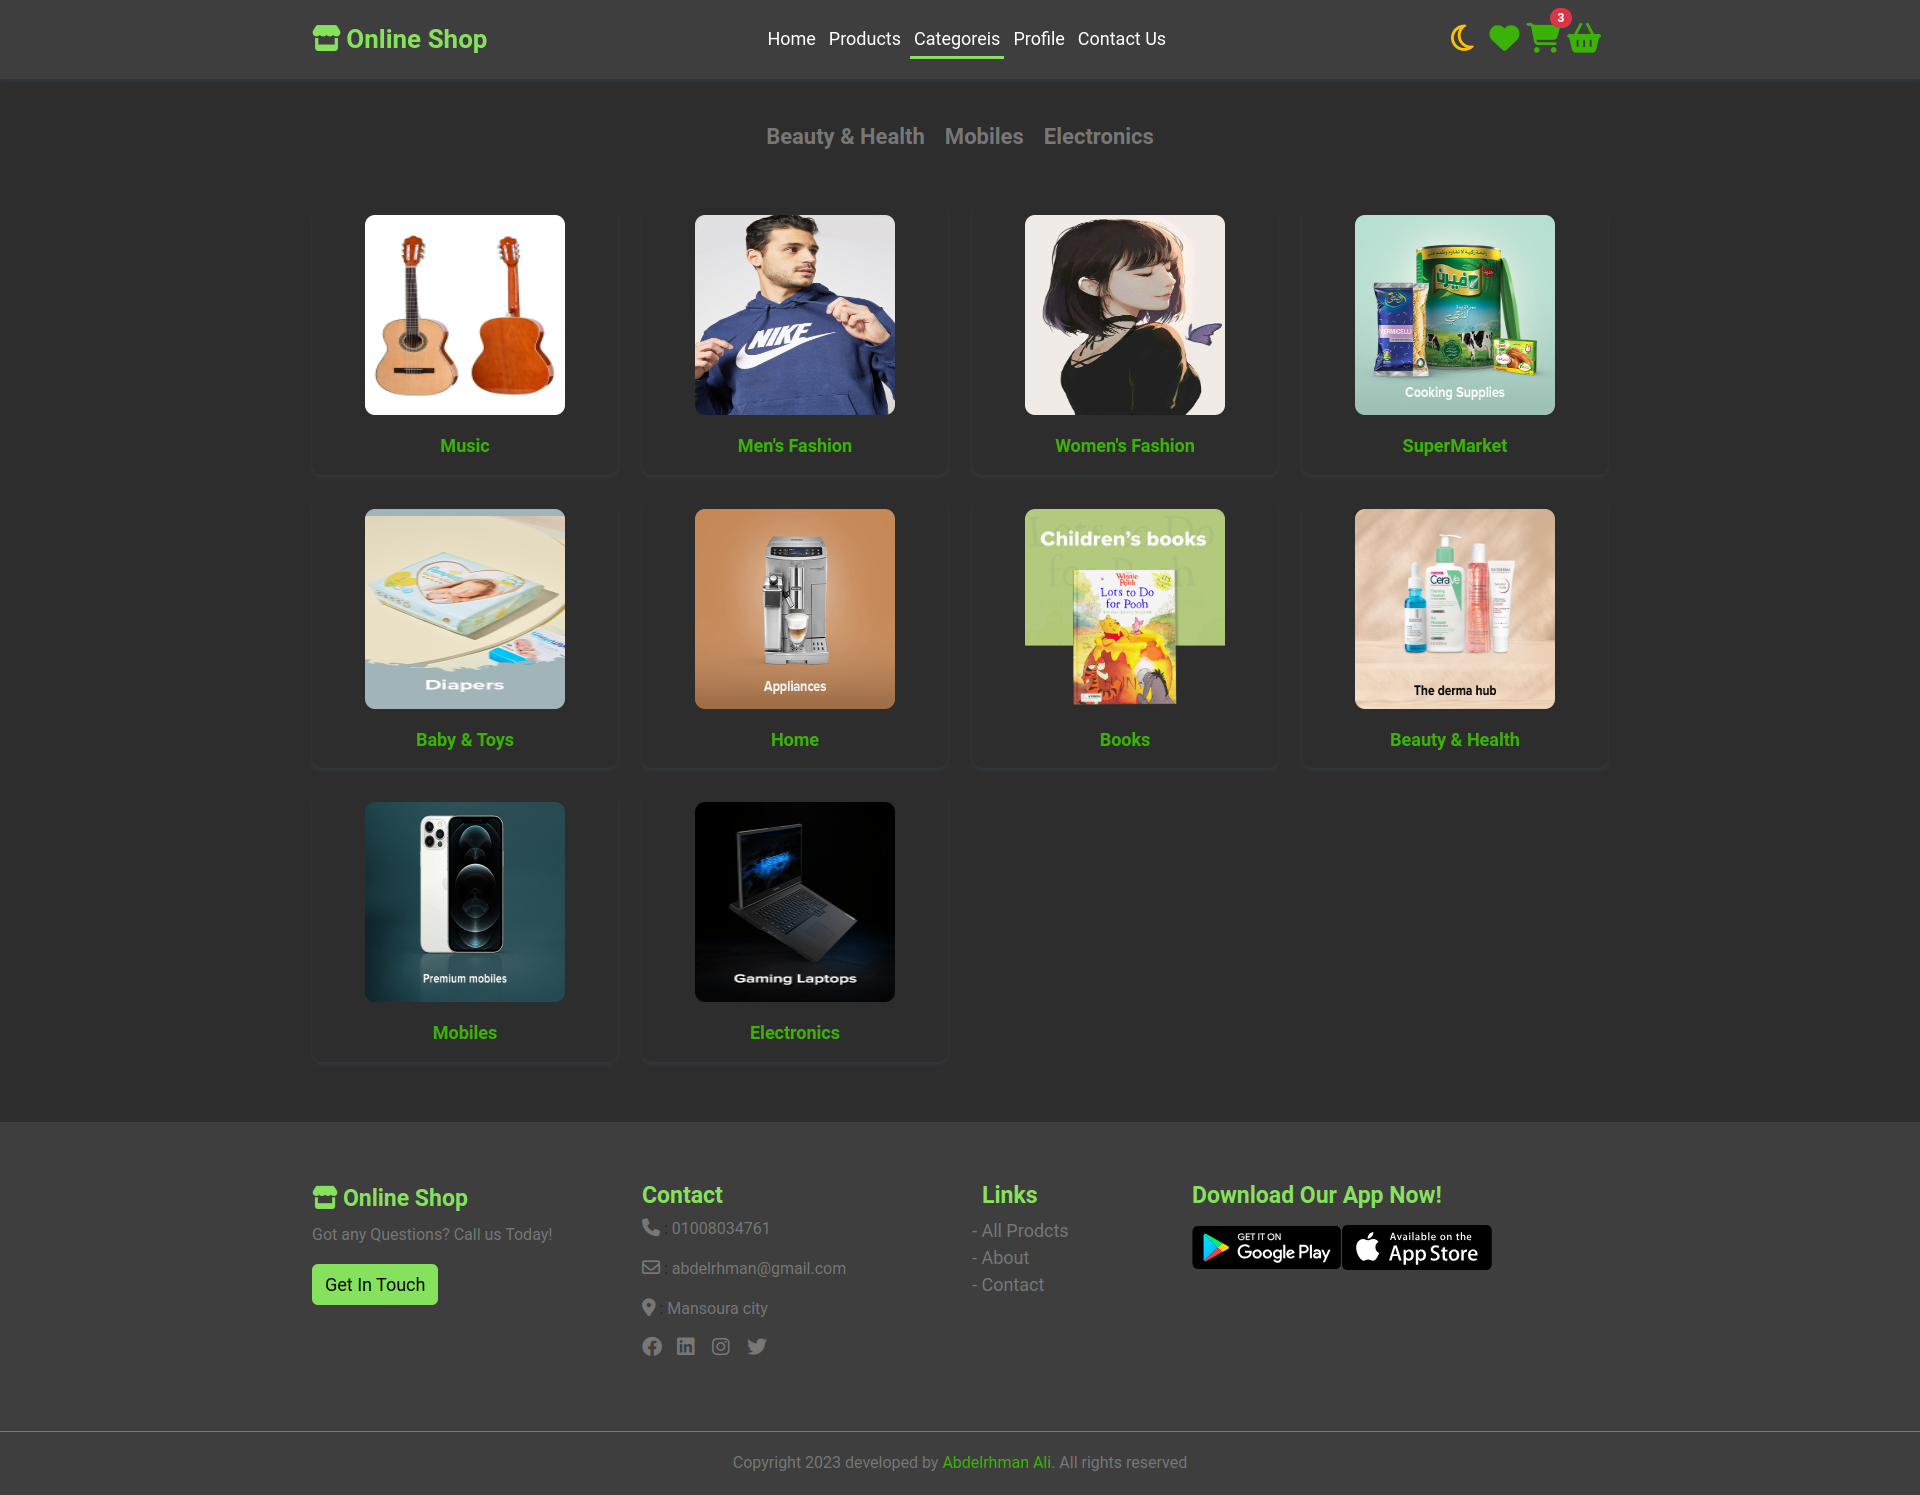 Online Shop
Home Products Categoreis Profile Contact Us
3
Beauty & Health Mobiles Electronics
NIKE
VERMICELLI
Cooking Supplies
Music
Men's Fashion
Women's Fashion
SuperMarket
Diapers
Appliances
Children's books
Winnie
Pooh
Lots to Do
for Pooh
CeraVe
The derma hub
Baby & Toys
Home
Books
Beauty & Health
Premium mobiles
Gaming Laptops
Mobiles
Electronics
Online Shop
Got any Questions? Call us Today!
Get In Touch
Contact
: 01008034761
: abdelrhman@gmail.com
: Mansoura city
Links
- All Prodcts
- About
- Contact
Download Our App Now!
GET IT ON
Google Play
Available on the
App Store
Copyright 2023 developed by Abdelrhman Ali. All rights reserved